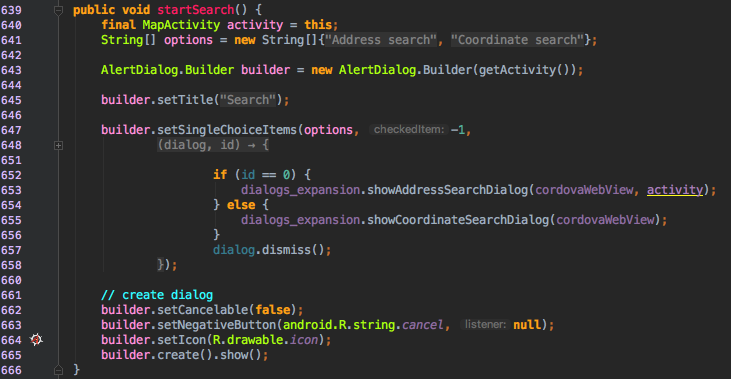 639 public void startSearch() {
640 final MapActivity activity = this;
641 String[] options = new String[]{"Address search", "Coordinate search"};
642
643 AlertDialog.Builder builder = new AlertDialog.Builder(getActivity());
644
645 builder.setTitle("Search");
646
647 builder.setSingleChoiceItems(options, checkedItem: -1,
648 (dialog, id) → {
651
652 if (id == 0) {
653 dialogs_expansion.showAddressSearchDialog(cordovaWebView, activity);
654 } else {
655 dialogs_expansion.showCoordinateSearchDialog(cordovaWebView);
656 }
657 dialog.dismiss();
658 });
660
661 // create dialog
662 builder.setCancelable(false);
663 builder.setNegativeButton(android.R.string.cancel, listener: null);
664 builder.setIcon(R.drawable.icon);
665 builder.create().show();
666 }